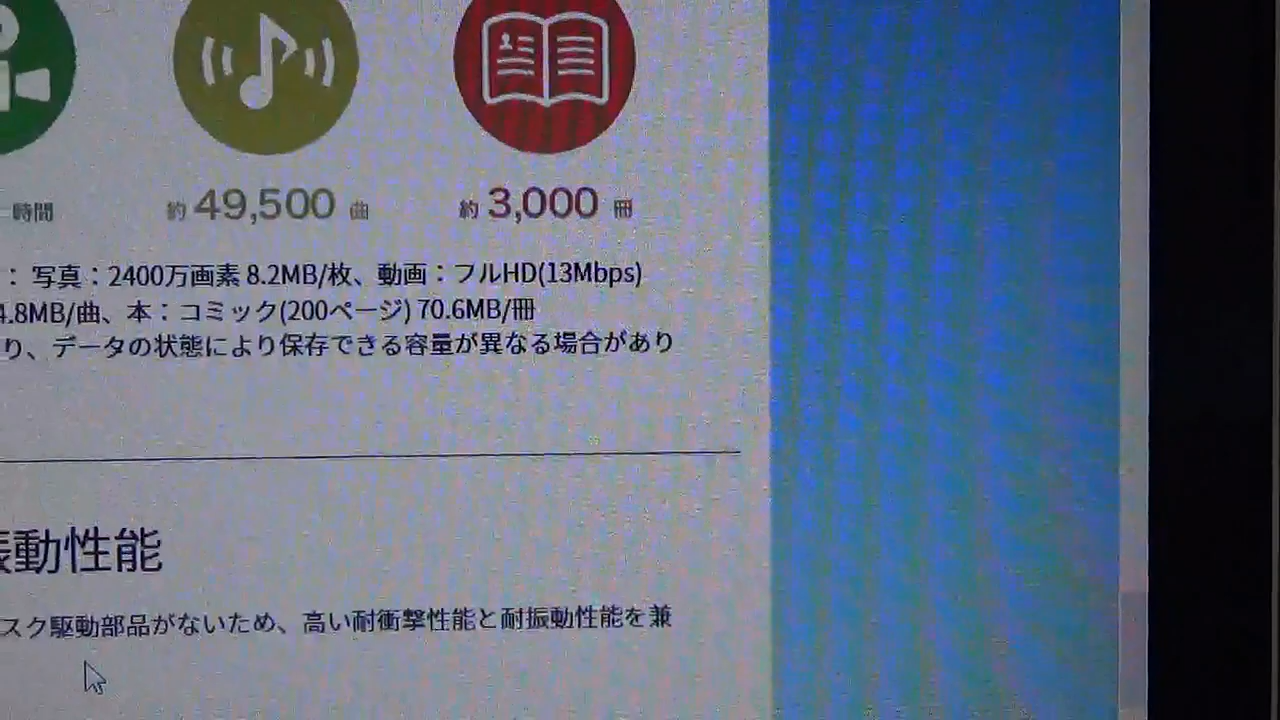 時間
約 49,500 曲
約 3,000 冊
： 写真：2400万画素 8.2MB/枚、動画：フルHD(13Mbps)
4.8MB/曲、本：コミック(200ページ) 70.6MB/冊
り、データの状態により保存できる容量が異なる場合があり
振動性能
スク駆動部品がないため、高い耐衝撃性能と耐振動性能を兼